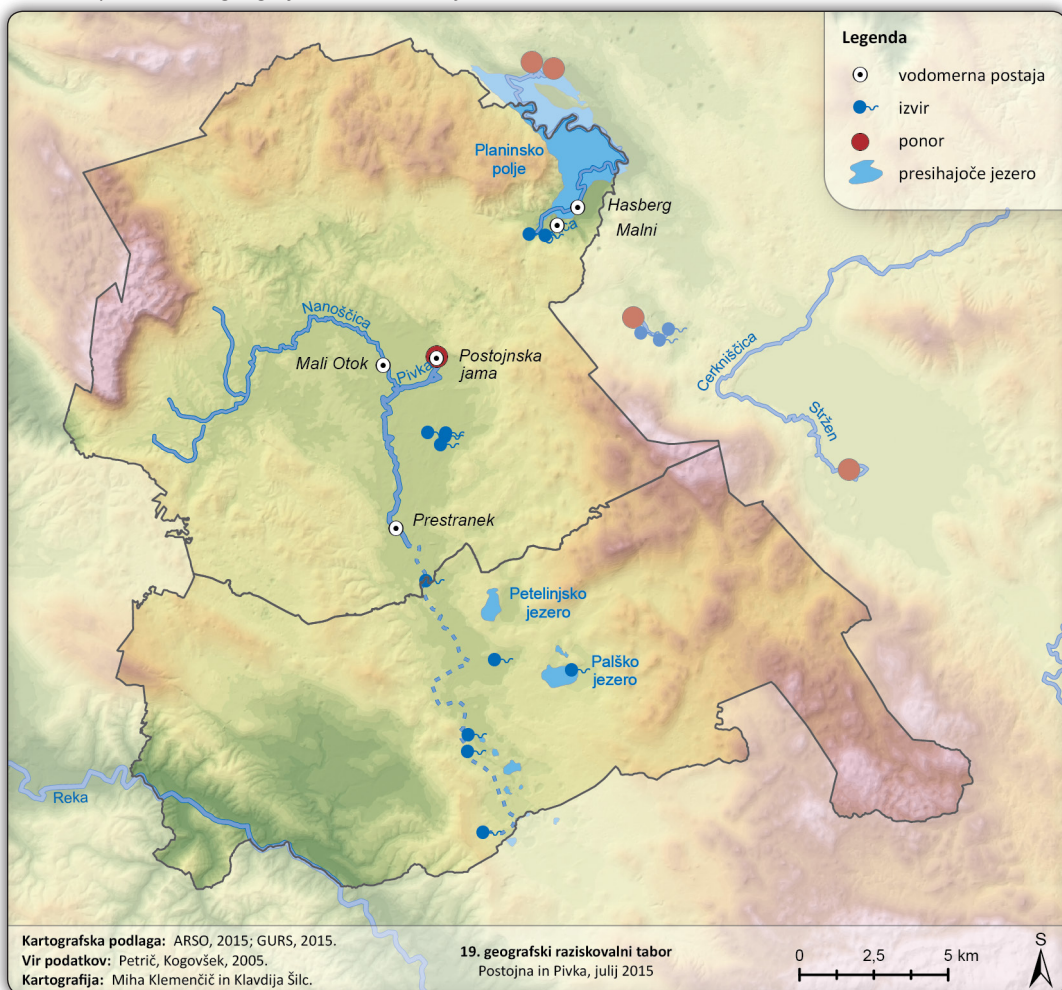 Legenda
vodomerna postaja
izvir
ponor
presihajoče jezero
Planinsko
polje
Hasberg
Malni
Nanoščica
Mali Otok
Pivka
Postojnska
jama
Cerkniščica
Stržen
Prestranek
Petelinjsko
jezero
Palško
jezero
Reka
Kartografska podlaga: ARSO, 2015; GURS, 2015.
Vir podatkov: Petrič, Kogovšek, 2005.
Kartografija: Miha Klemenčič in Klavdija Šilc.
19. geografski raziskovalni tabor
Postojna in Pivka, julij 2015
0 2,5 5 km
S